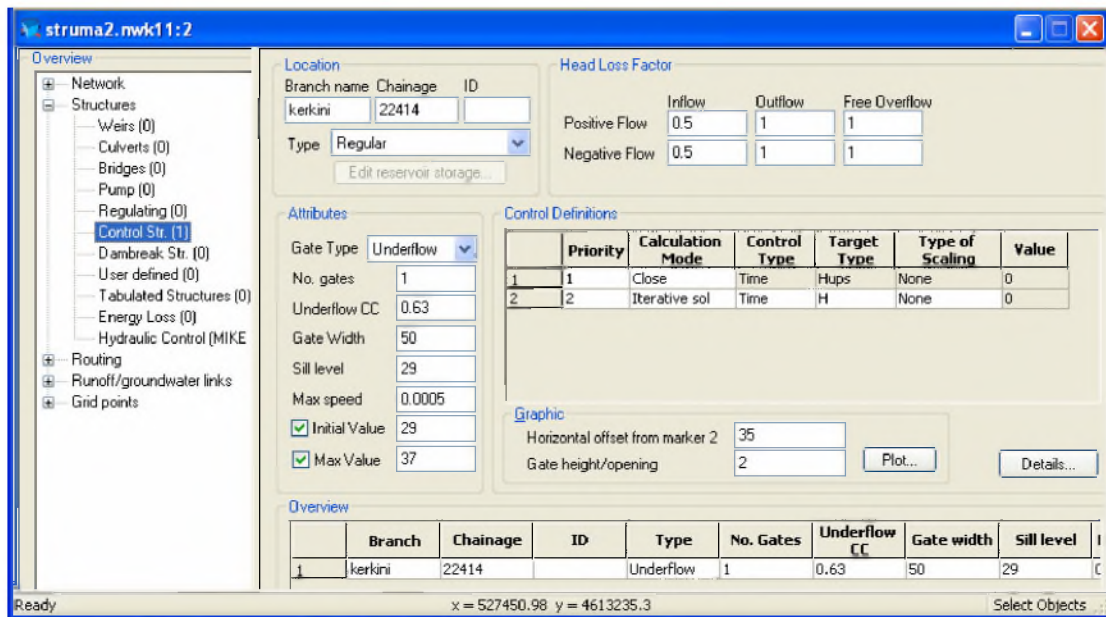 struma2.nwk11:2
Overview
Network
Structures
Weirs (0)
Culverts (0)
Bridges (0)
Pump (0)
Regulating (0)
Control Str. (1)
Dambreak Str. (0)
User defined (0)
Tabulated Structures (0)
Energy Loss (0)
Hydraulic Control (MIKE
Routing
Runoff/groundwater links
Grid points
Location
Branch name Chainage ID
kerkini 22414
Type Regular
Edit reservoir storage...
Head Loss Factor
Inflow Outflow Free Overflow
Positive Flow 0.5 1 1
Negative Flow 0.5 1 1
Attributes
Gate Type Underflow
No. gates 1
Underflow CC 0.63
Gate Width 50
Sill level 29
Max speed 0.0005
Initial Value 29
Max Value 37
Control Definitions
Priority Calculation Mode Control Type Target Type Type of Scaling Value
1 1 Close Time Hups None 0
2 2 Iterative sol Time H None 0
Graphic
Horizontal offset from marker 2 35
Gate height/opening 2
Plot...
Details...
Overview
Branch Chainage ID Type No. Gates Underflow CC Gate width Sill level
1 kerkini 22414 Underflow 1 0.63 50 29
Ready x = 527450.98 y = 4613235.3 Select Objects